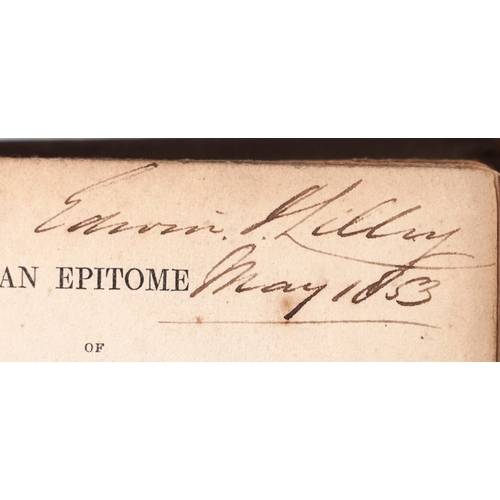 Edwin. J. Lilley
May 1853
AN EPITOME
OF